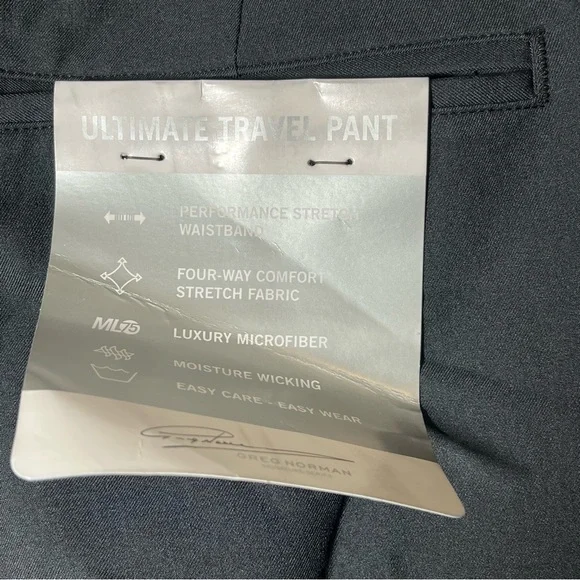 ULTIMATE TRAVEL PANT
PERFORMANCE STRETCH
WAISTBAND
FOUR-WAY COMFORT
STRETCH FABRIC
ML75 LUXURY MICROFIBER
MOISTURE WICKING
EASY CARE - EASY WEAR
GREG NORMAN